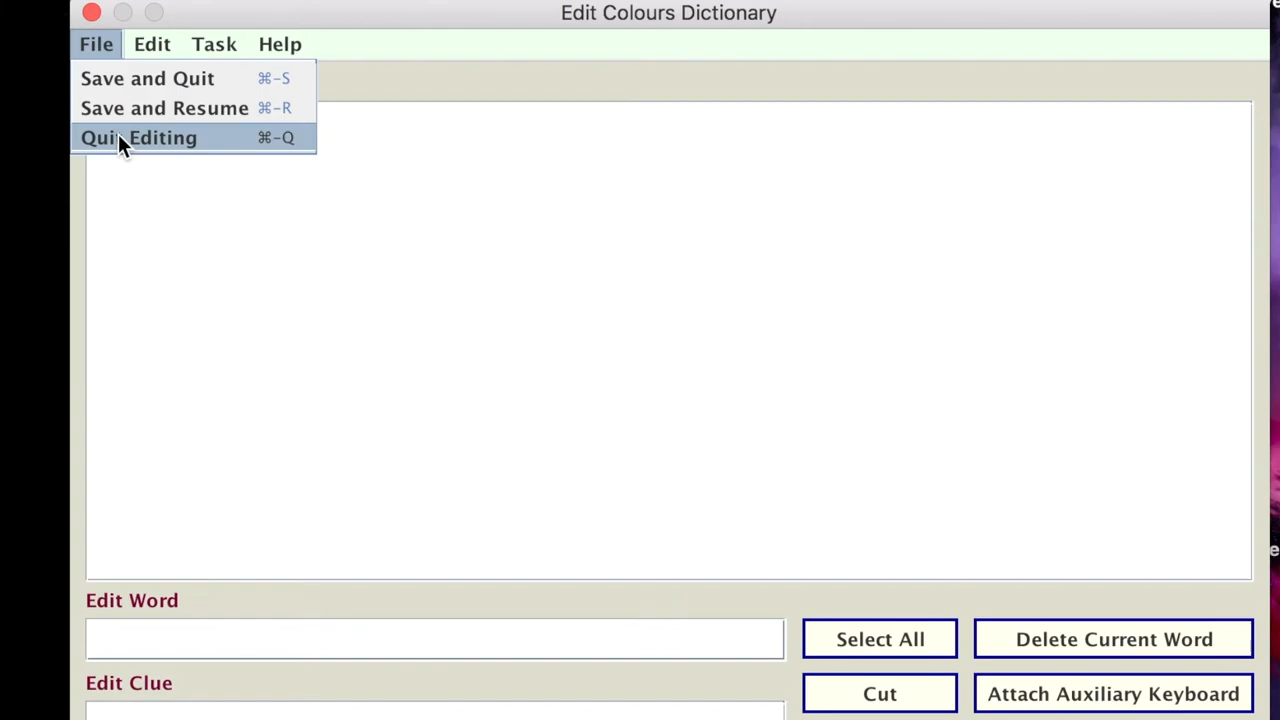 Edit Colours Dictionary
File Edit Task Help
Save and Quit ⌘-S
Save and Resume ⌘-R
Quit Editing ⌘-Q
Edit Word
Select All Delete Current Word
Edit Clue
Cut Attach Auxiliary Keyboard